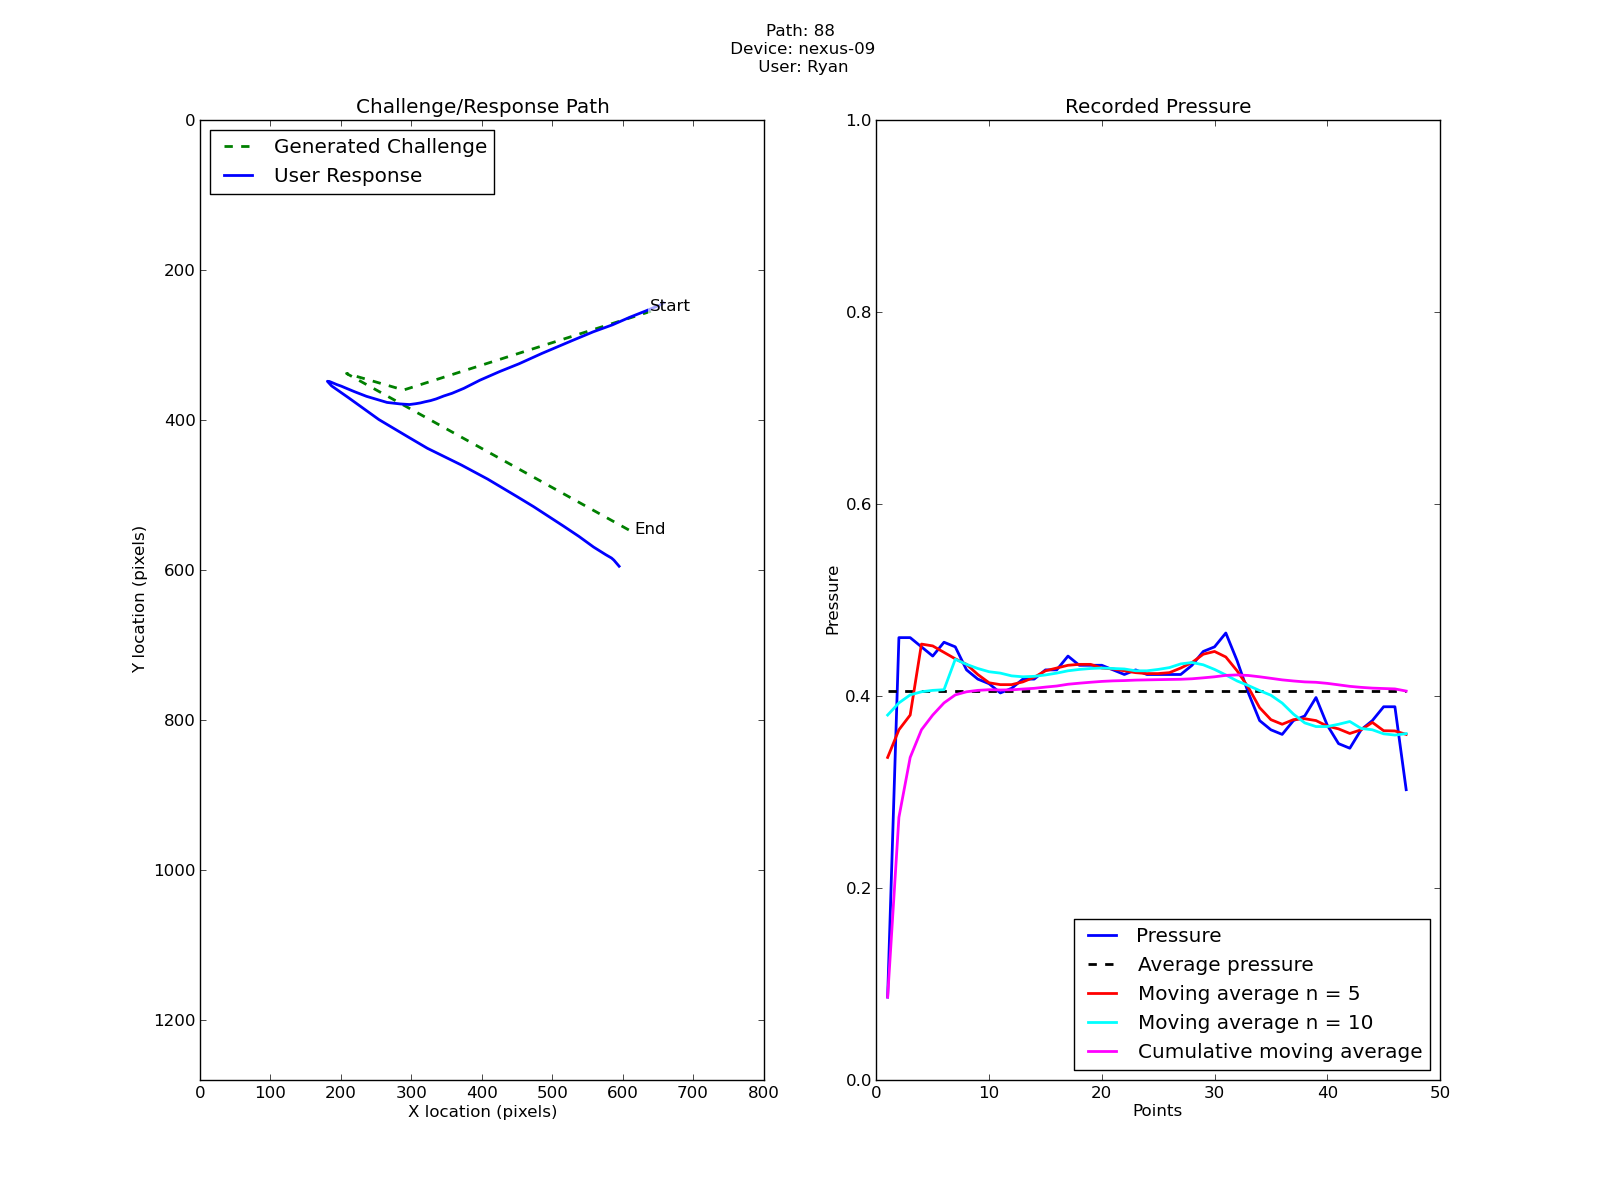 Path: 88
Device: nexus-09
User: Ryan
Challenge/Response Path
Generated Challenge
User Response
Start
End
Y location (pixels)
0
200
400
600
800
1000
1200
0 100 200 300 400 500 600 700 800
X location (pixels)
Recorded Pressure
Pressure
1.0
0.8
0.6
0.4
0.2
0.0
Pressure
Average pressure
Moving average n = 5
Moving average n = 10
Cumulative moving average
0 10 20 30 40 50
Points